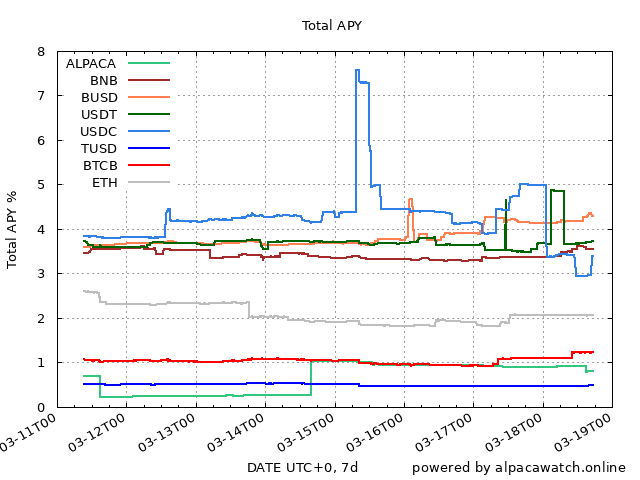 Total APY
8
7
6
5
4
3
2
1
0
Total APY %
ALPACA
BNB
BUSD
USDT
USDC
TUSD
BTCB
ETH
03-11T00
03-12T00
03-13T00
03-14T00
03-15T00
03-16T00
03-17T00
03-18T00
03-19T00
DATE UTC+0, 7d
powered by alpacawatch.online